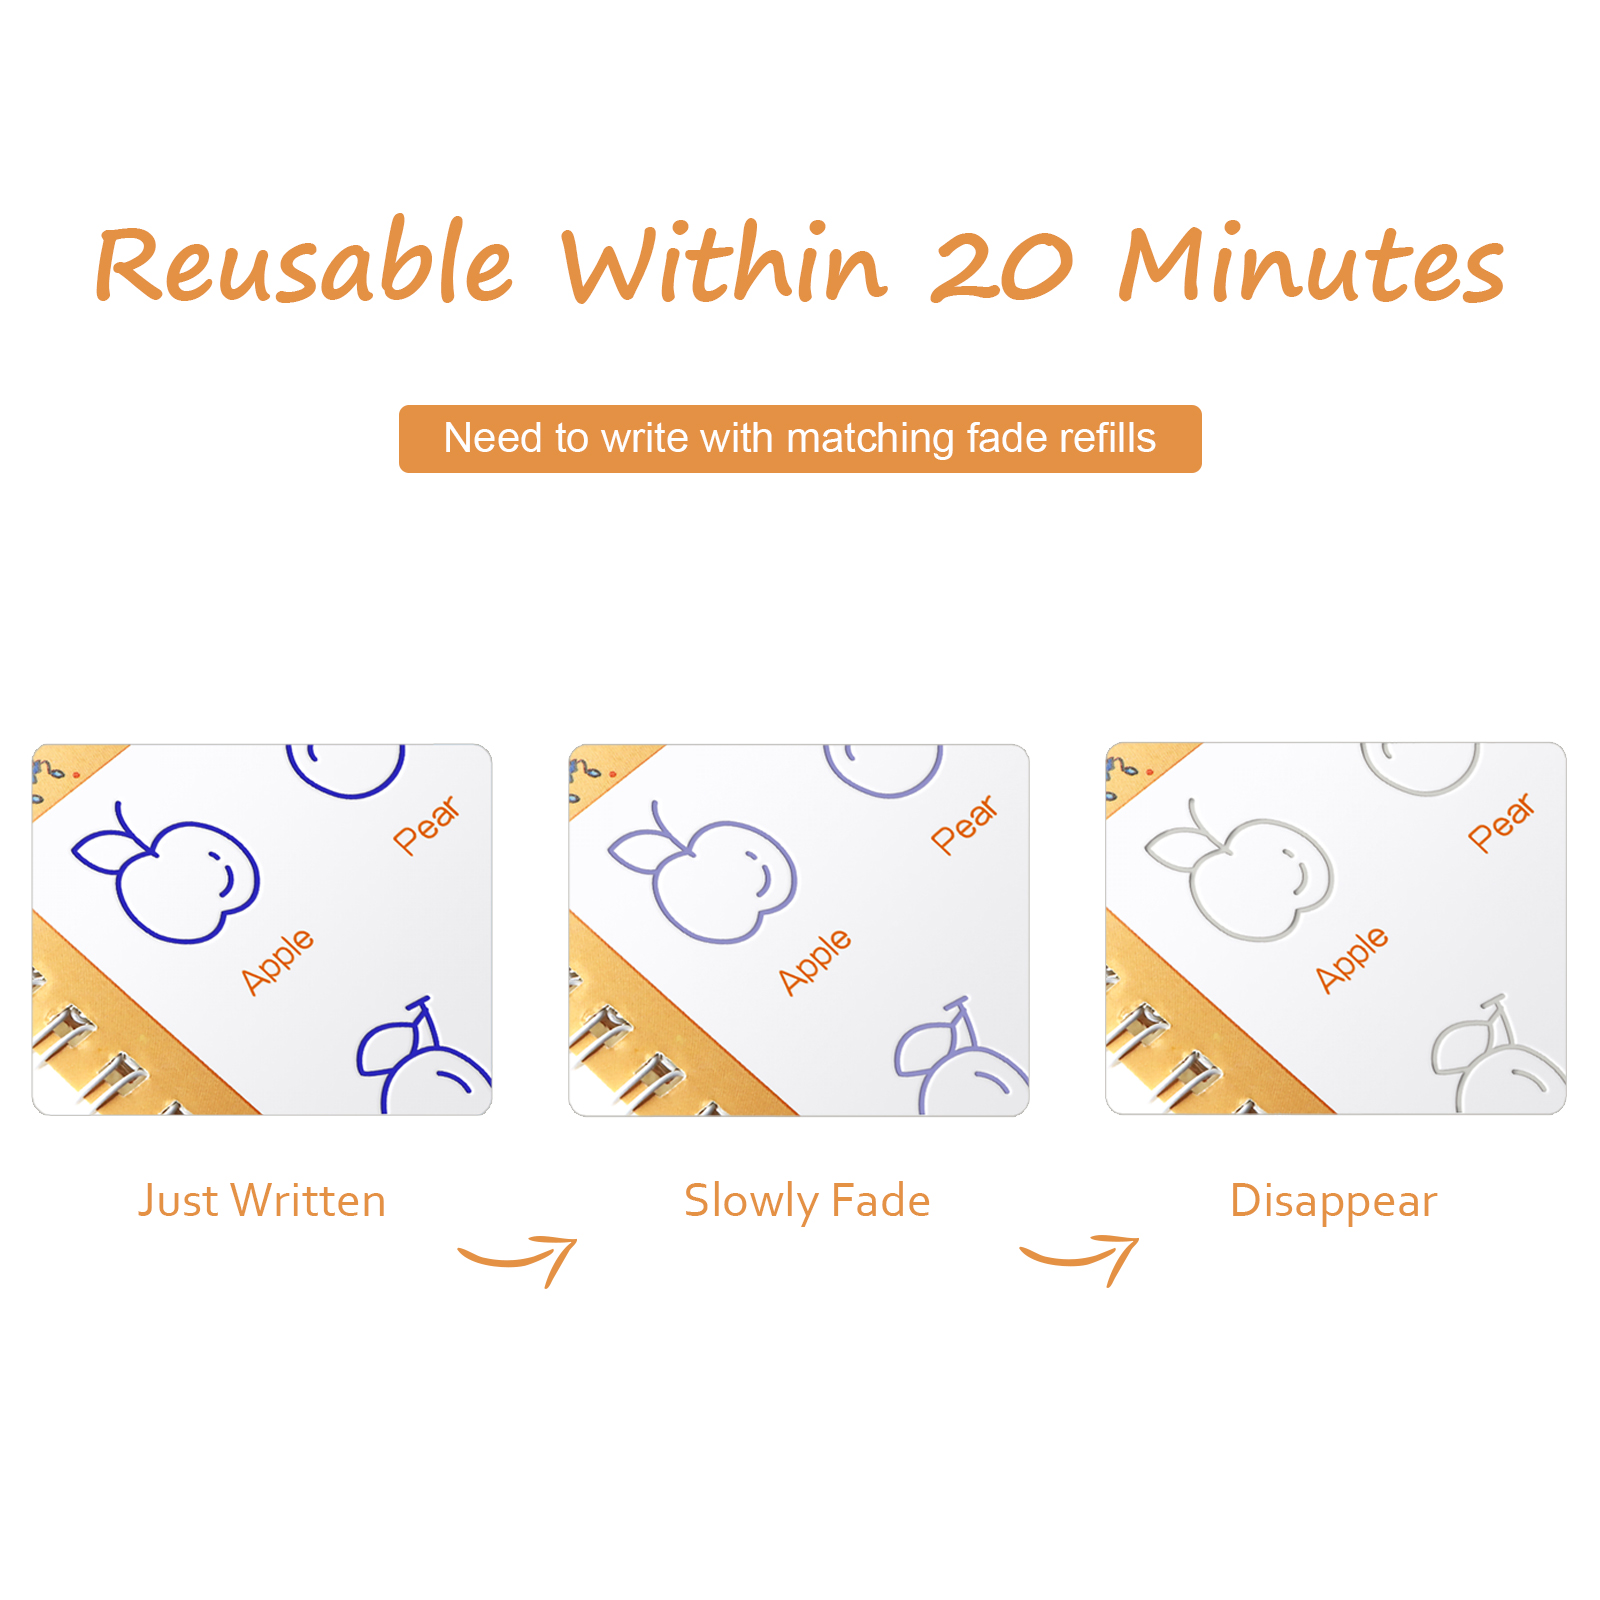 Reusable Within 20 Minutes
Need to write with matching fade refills
Pear
Apple
Pear
Apple
Pear
Apple
Just Written
Slowly Fade
Disappear